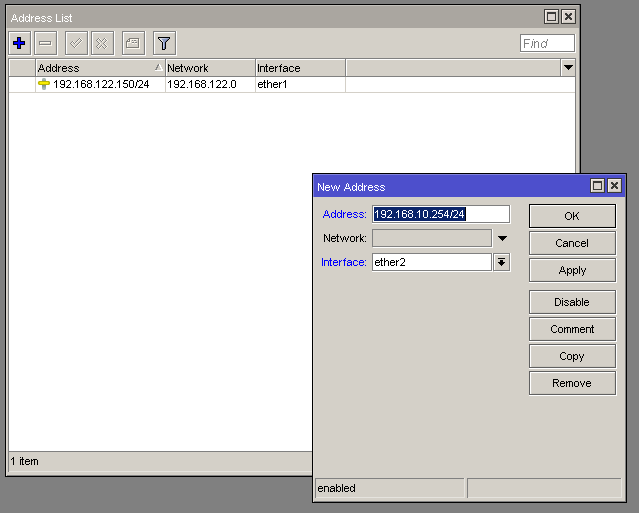 Address List
Find
Address Network Interface
192.168.122.150/24 192.168.122.0 ether1
1 item
New Address
Address: 192.168.10.254/24
Network:
Interface: ether2
OK
Cancel
Apply
Disable
Comment
Copy
Remove
enabled